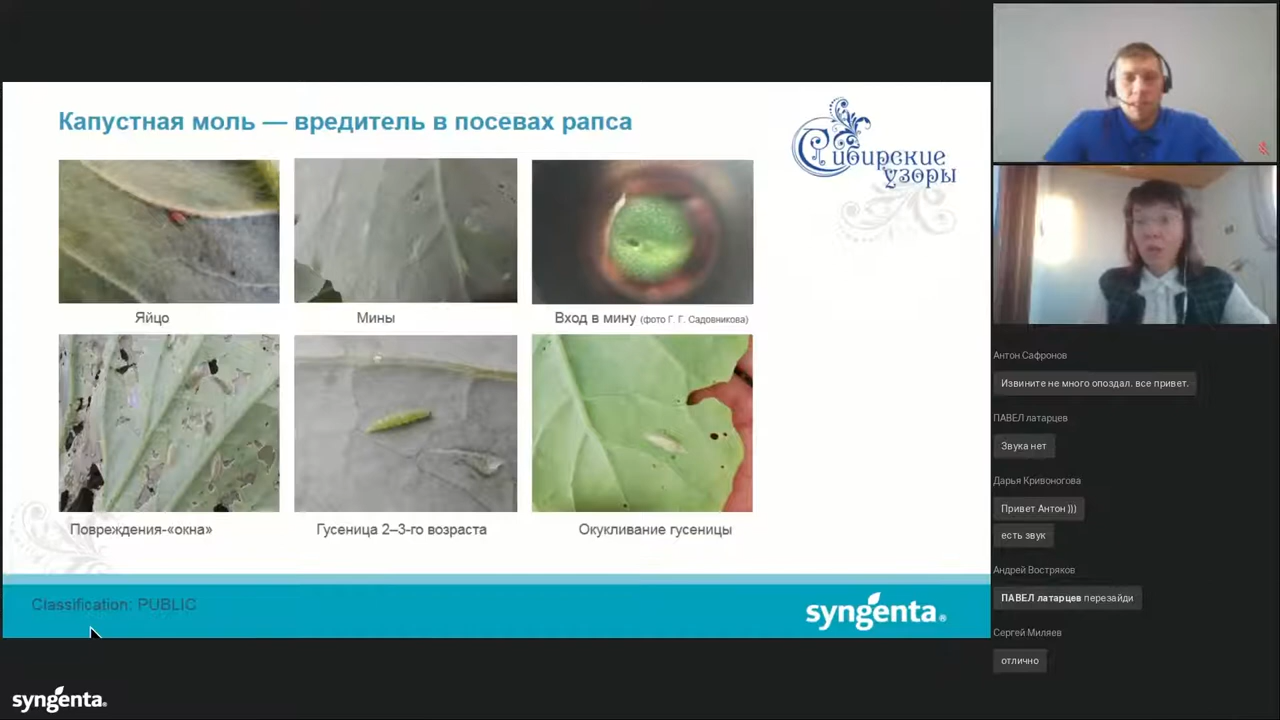 Капустная моль — вредитель в посевах рапса
Сибирские
узоры
Яйцо
Мины
Вход в мину (фото Г. Г. Садовникова)
Повреждения-«окна»
Гусеница 2–3-го возраста
Окукливание гусеницы
Classification: PUBLIC
syngenta®
syngenta®
Антон Сафронов
Извините не много опоздал. все привет.
ПАВЕЛ латарцев
Звука нет
Дарья Кривоногова
Привет Антон )))
есть звук
Андрей Востряков
ПАВЕЛ латарцев перезайди
Сергей Миляев
отлично